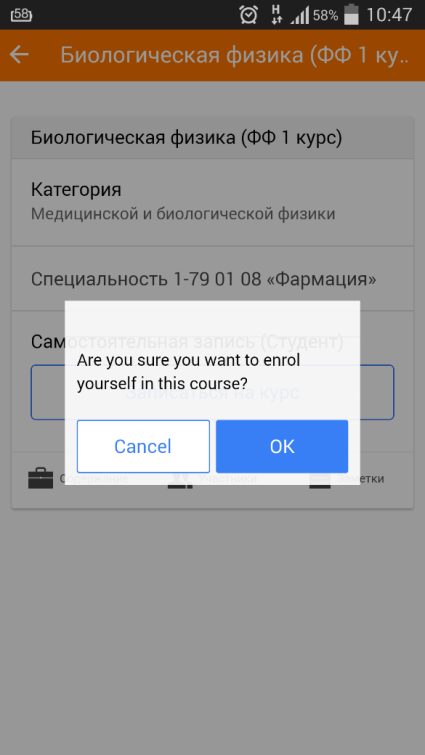 58 H 58% 10:47
Биологическая физика (ФФ 1 ку..
Биологическая физика (ФФ 1 курс)
Категория
Медицинской и биологической физики
Специальность 1-79 01 08 «Фармация»
Самостоятельная запись (Студент)
Are you sure you want to enrol
yourself in this course?
Записаться на курс
Cancel OK
Содержание Участники Заметки